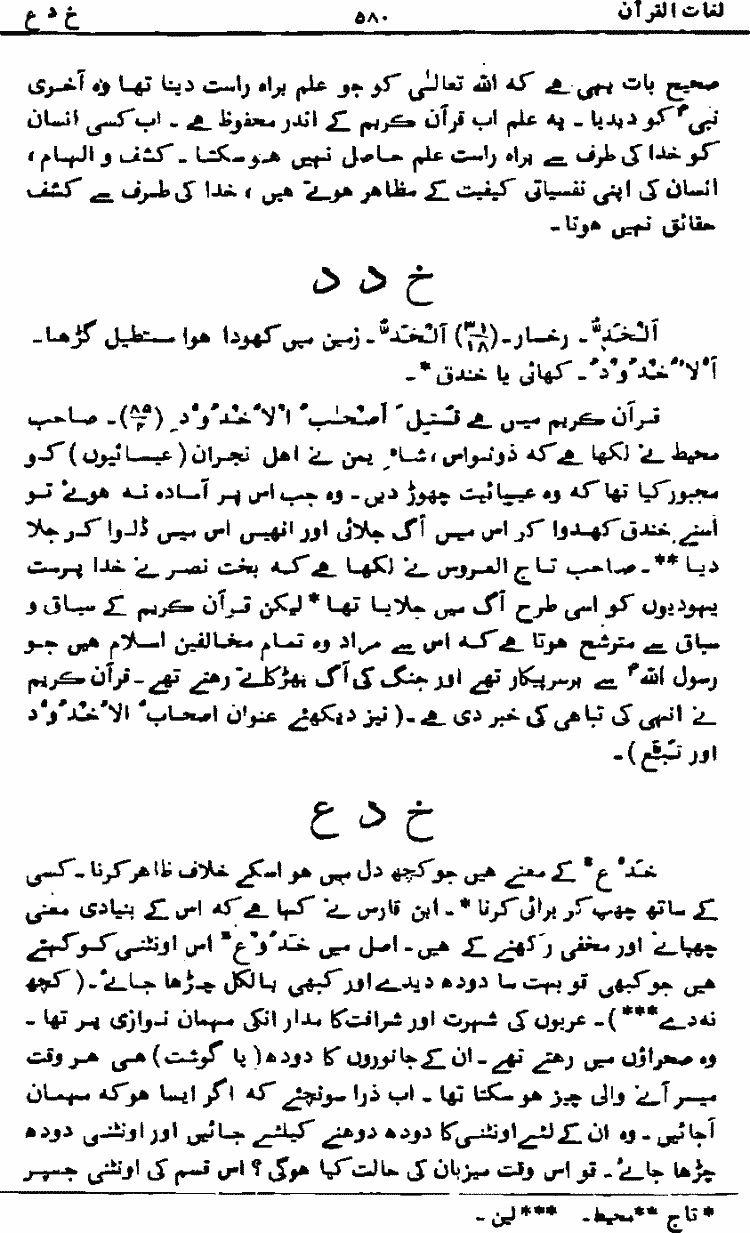 لغات القرآن ۵۸۰ خ د ع
صحیح بات یہی ہے کہ اللہ تعالیٰ کو جو علم براہ راست دینا تھا وہ آخری
نبیؐ کو دیدیا ۔ یہ علم اب قرآن کریم کے اندر محفوظ ہے ۔ اب کسی انسان
کو خدا کی طرف سے براہ راست علم حاصل نہیں ہو سکتا ۔ کشف و الہام ،
انسان کی اپنی نفسیاتی کیفیت کے مظاہر ہوتے ہیں ، خدا کی طرف سے کشف
حقائق نہیں ہوتا ۔
خ د د
اَلْخَدُّ ۔ رخسار ۔ (۳۱/۱۸) اَلْخَدُّ ۔ زمین میں کھودا ہوا مستطیل گڑھا ۔
اَلْاُخْدُوْدُ ۔ کھائی یا خندق * ۔
قرآن کریم میں ہے قُتِلَ اَصْحٰبُ الْاُخْدُوْدِ (۸۵/۴) ۔ صاحب
محیط نے لکھا ہے کہ ذونواس ، شاہِ یمن نے اهل نجران ( عیسائیوں ) کو
مجبور کیا تھا کہ وہ عیسائیت چھوڑ دیں ۔ وہ جب اس پر آمادہ نہ ہوئے تو
اسنے خندق کھدوا کر اس میں آگ جلائی اور انھیں اس میں ڈلوا کر جلا
دیا ** ۔ صاحب تاج العروس نے لکھا ہے کہ بخت نصر نے خدا پرست
یہودیوں کو اسی طرح آگ میں جلایا تھا * لیکن قرآن کریم کے سیاق و
سباق سے مترشح ہوتا ہے کہ اس سے مراد وہ تمام مخالفین اسلام ہیں جو
رسول اللہؐ سے برسرپیکار تھے اور جنگ کی آگ بھڑکاتے رهتے تھے ۔ قرآن کریم
نے انہی کی تباهی کی خبر دی ہے ۔ ( نیز دیکھئے عنوان اصحابُ الاُخْدُوْد
اور تُبَّع ) ۔
خ د ع
خَدْعٌ کے معنے ہیں جو کچھ دل میں ہو اسکے خلاف ظاہر کرنا ۔ کسی
کے ساتھ چھپ کر برائی کرنا * ۔ ابن فارس نے کہا ہے کہ اس کے بنیادی معنی
چھپانے اور مخفی رکھنے کے ہیں ۔ اصل میں خَدُوْعٌ اس اونٹنی کو کہتے
ہیں جو کبھی تو بہت سا دودھ دیدے اور کبھی بالکل چڑھا جائے ۔ ( کچھ
نہ دے *** ) ۔ عربوں کی شہرت اور شرافت کا مدار انکی مہمان نوازی پر تھا ۔
وہ صحراؤں میں رهتے تھے ۔ ان کے جانوروں کا دودھ ( یا گوشت ) هی ہر وقت
میسر آنے والی چیز ہو سکتا تھا ۔ اب ذرا سونچئے کہ اگر ایسا ہو کہ مہمان
آجائیں ۔ وہ ان کے لئے اونٹنی کا دودھ دوهنے کیلئے جائیں اور اونٹنی دودھ
چڑھا جائے ۔ تو اس وقت میزبان کی حالت کیا ہوگی ؟ اس قسم کی اونٹنی جسپر
* تاج ** محیط ۔ *** لین ۔